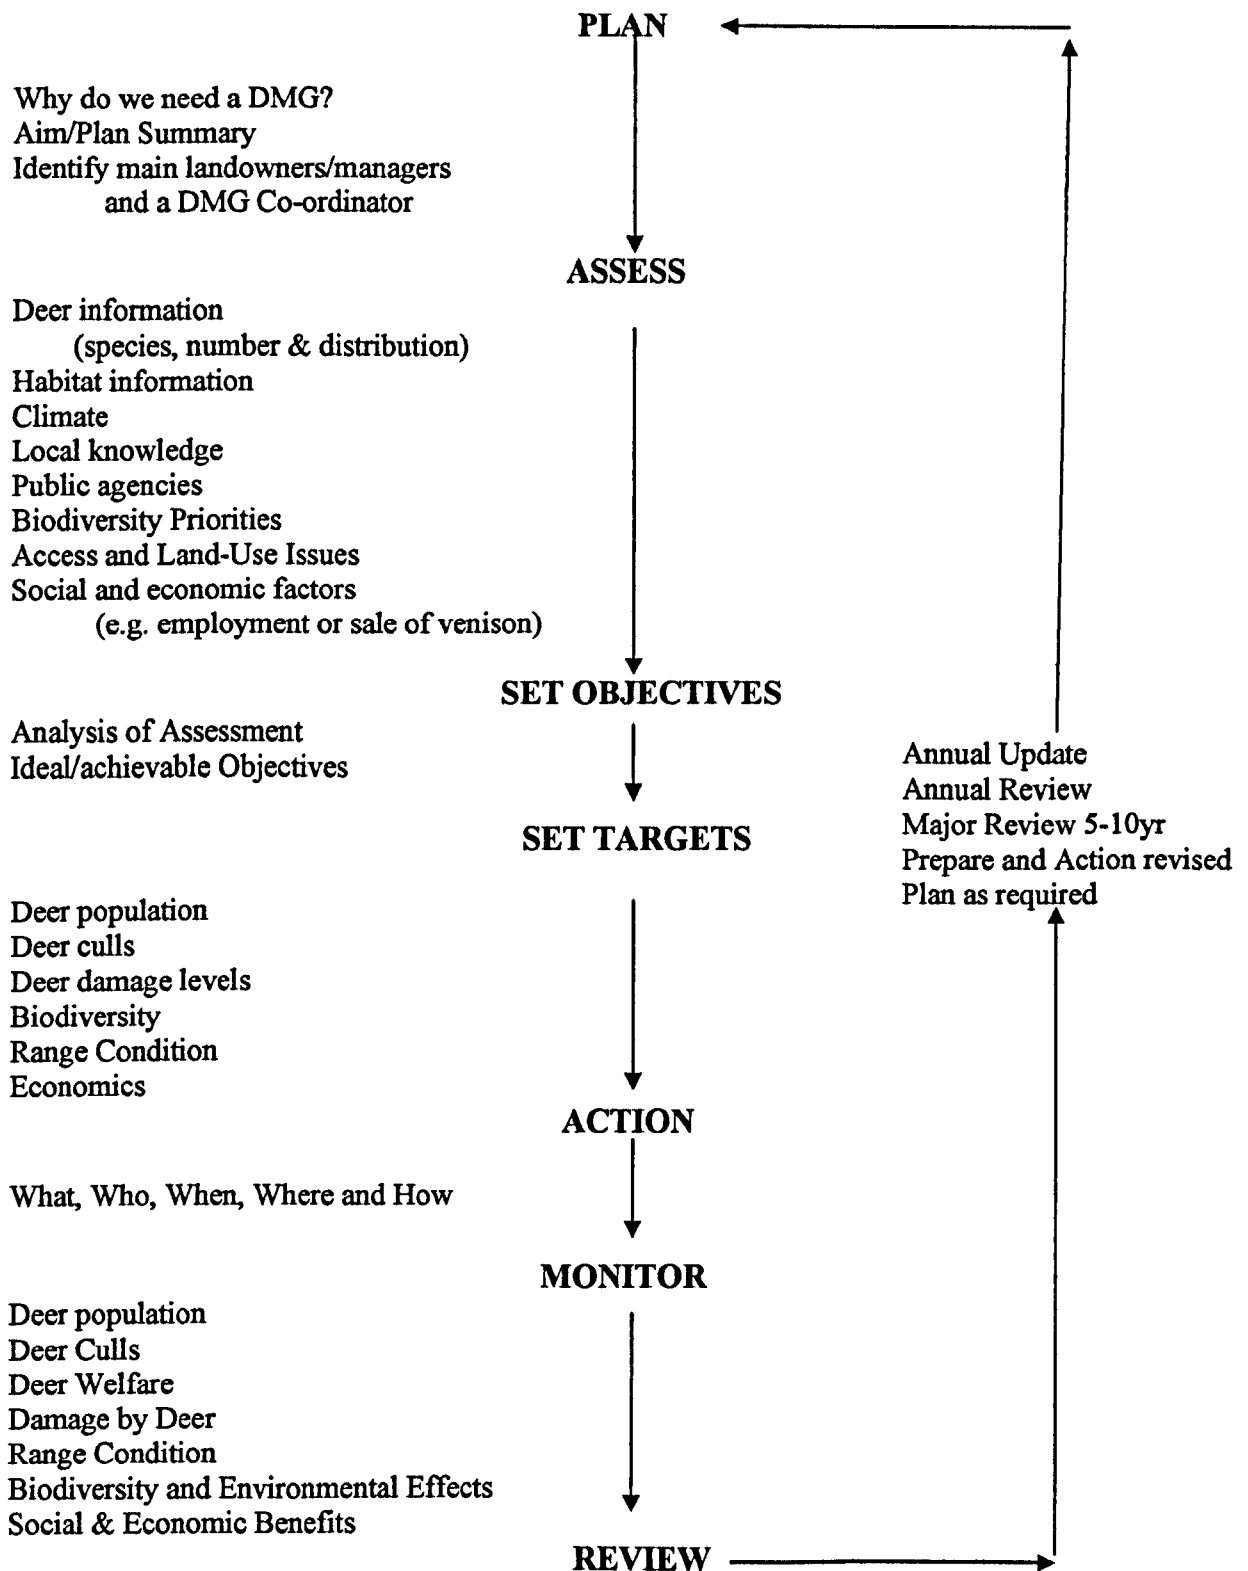 PLAN
Why do we need a DMG?
Aim/Plan Summary
Identify main landowners/managers
and a DMG Co-ordinator
ASSESS
Deer information
(species, number & distribution)
Habitat information
Climate
Local knowledge
Public agencies
Biodiversity Priorities
Access and Land-Use Issues
Social and economic factors
(e.g. employment or sale of venison)
SET OBJECTIVES
Analysis of Assessment
Ideal/achievable Objectives
SET TARGETS
Deer population
Deer culls
Deer damage levels
Biodiversity
Range Condition
Economics
ACTION
What, Who, When, Where and How
MONITOR
Deer population
Deer Culls
Deer Welfare
Damage by Deer
Range Condition
Biodiversity and Environmental Effects
Social & Economic Benefits
REVIEW
Annual Update
Annual Review
Major Review 5-10yr
Prepare and Action revised
Plan as required